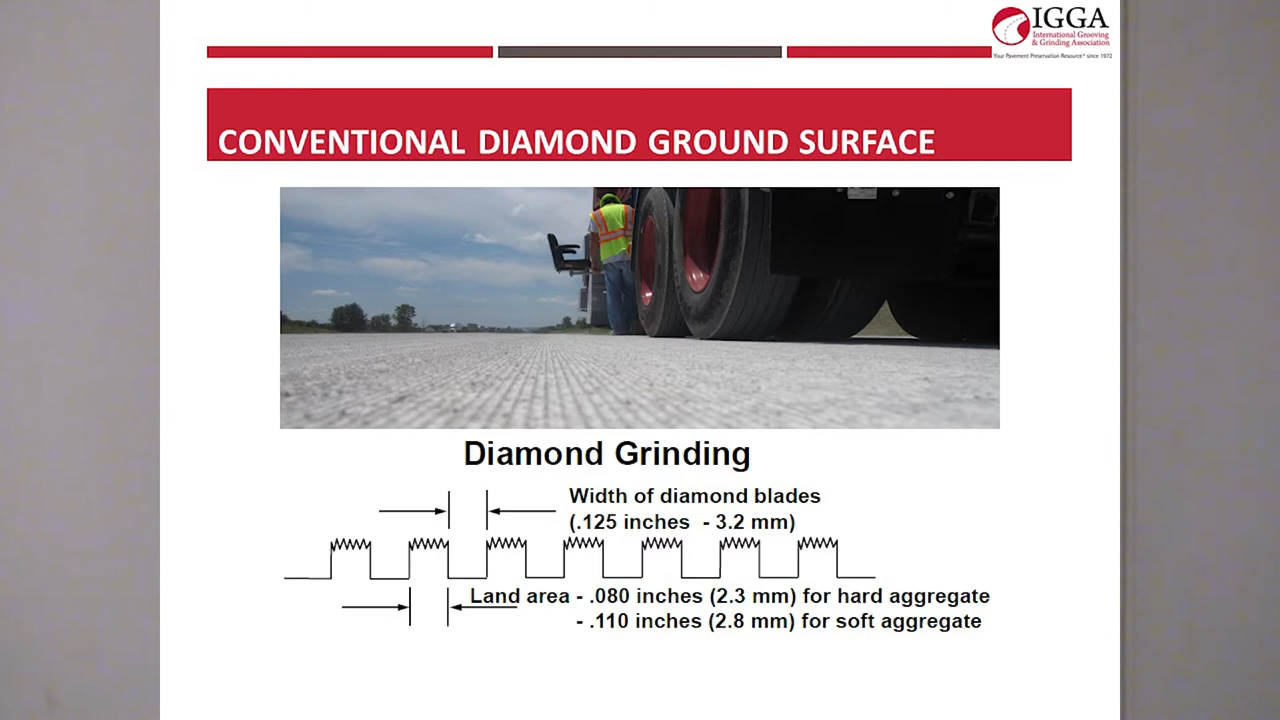 IGGA
International Grooving
& Grinding Association
Your Pavement Preservation Resource® since 1972
CONVENTIONAL DIAMOND GROUND SURFACE
Diamond Grinding
Width of diamond blades
(.125 inches - 3.2 mm)
Land area - .080 inches (2.3 mm) for hard aggregate
- .110 inches (2.8 mm) for soft aggregate